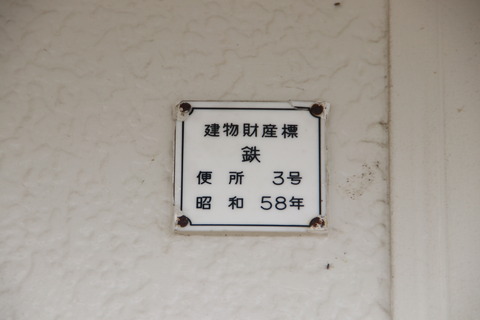 建物財産標
鉄
便所 3号
昭和 58年